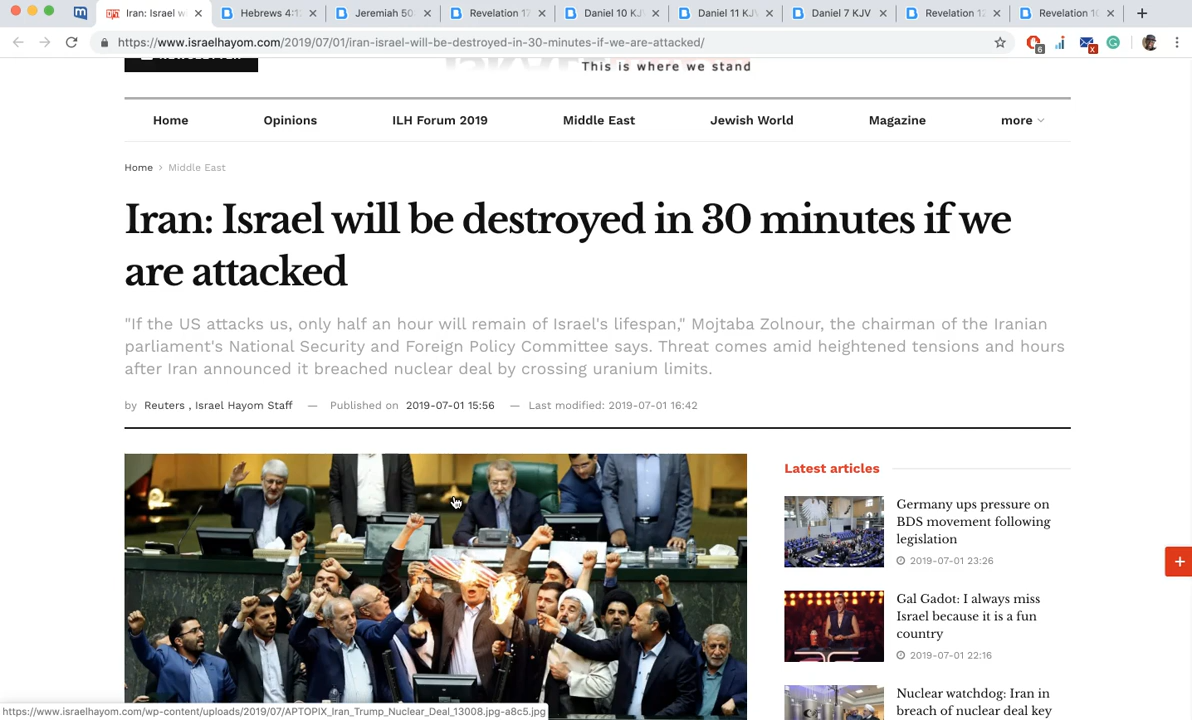 Iran: Israel w
Hebrews 4:1
Jeremiah 50
Revelation 17
Daniel 10 KJ
Daniel 11 KJ
Daniel 7 KJV
Revelation 12
Revelation 1
https://www.israelhayom.com/2019/07/01/iran-israel-will-be-destroyed-in-30-minutes-if-we-are-attacked/
6
x
This is where we stand
Home
Opinions
ILH Forum 2019
Middle East
Jewish World
Magazine
more
Home > Middle East
Iran: Israel will be destroyed in 30 minutes if we
are attacked
"If the US attacks us, only half an hour will remain of Israel's lifespan," Mojtaba Zolnour, the chairman of the Iranian
parliament's National Security and Foreign Policy Committee says. Threat comes amid heightened tensions and hours
after Iran announced it breached nuclear deal by crossing uranium limits.
by Reuters , Israel Hayom Staff — Published on 2019-07-01 15:56 — Last modified: 2019-07-01 16:42
Latest articles
Germany ups pressure on
BDS movement following
legislation
2019-07-01 23:26
Gal Gadot: I always miss
Israel because it is a fun
country
2019-07-01 22:16
Nuclear watchdog: Iran in
breach of nuclear deal key
https://www.israelhayom.com/wp-content/uploads/2019/07/APTOPIX_Iran_Trump_Nuclear_Deal_13008.jpg-a8c5.jpg